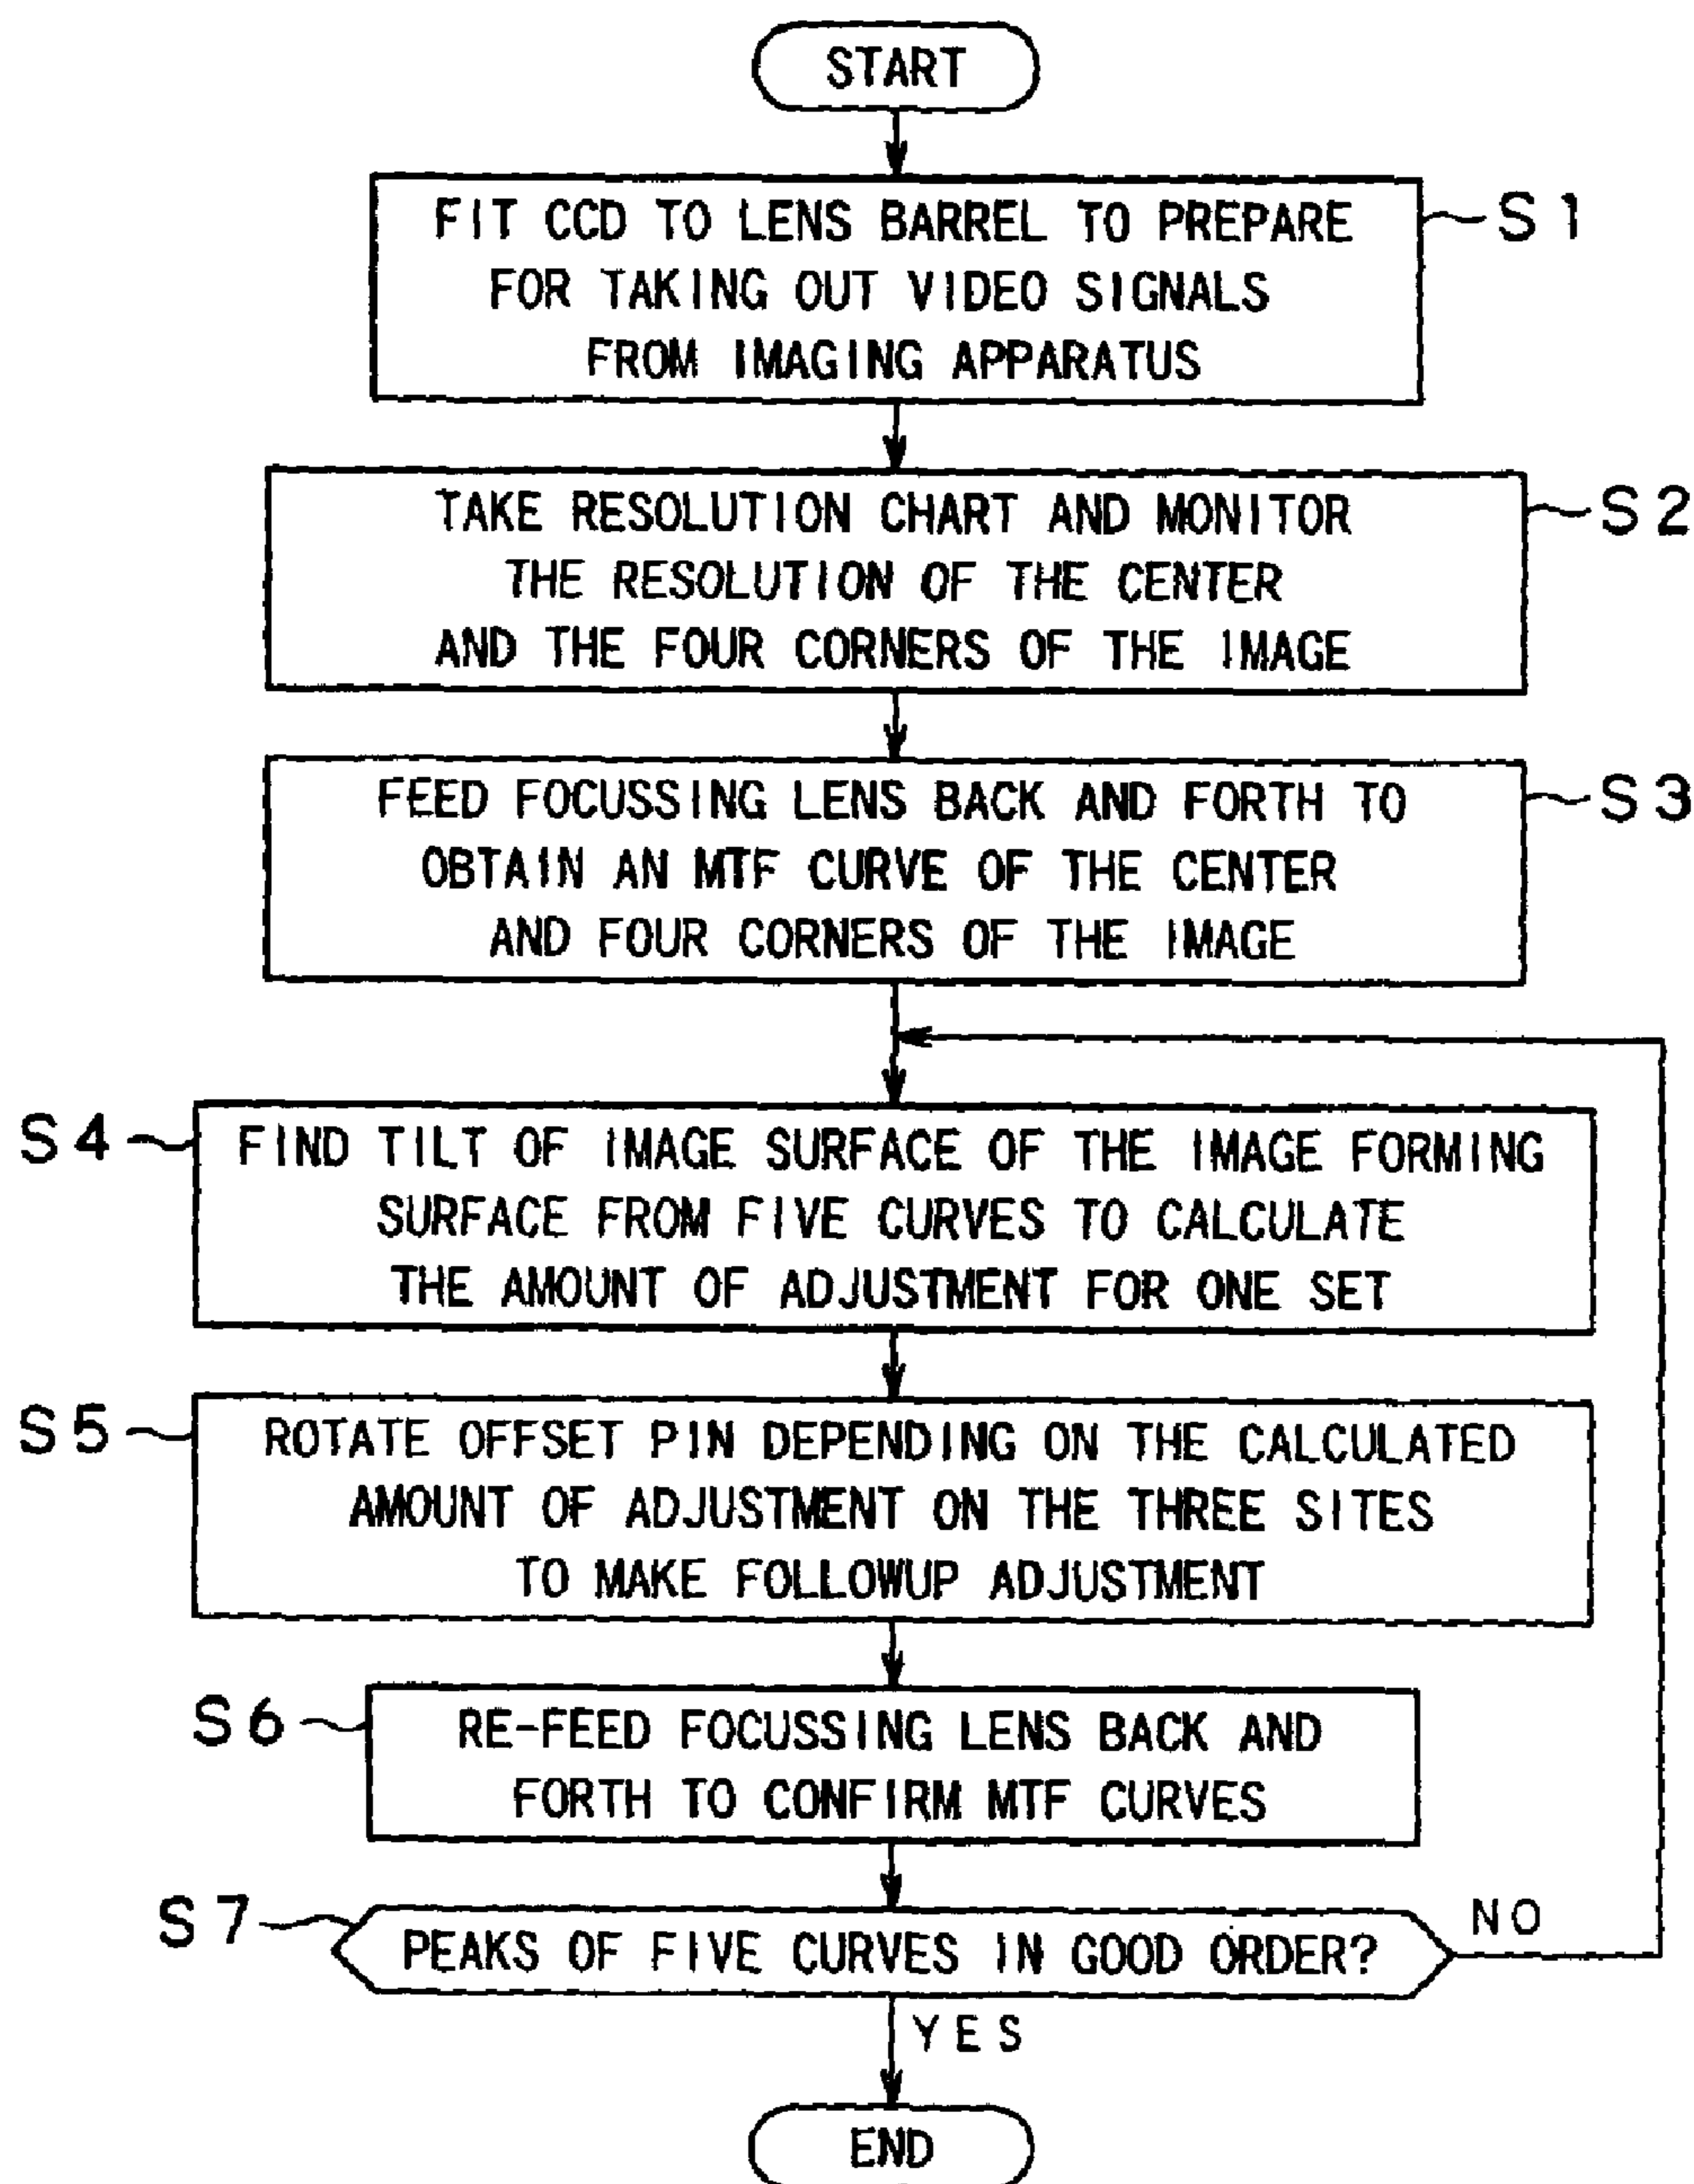 START
FIT CCD TO LENS BARREL TO PREPARE
FOR TAKING OUT VIDEO SIGNALS
FROM IMAGING APPARATUS
S1
TAKE RESOLUTION CHART AND MONITOR
THE RESOLUTION OF THE CENTER
AND THE FOUR CORNERS OF THE IMAGE
S2
FEED FOCUSSING LENS BACK AND FORTH TO
OBTAIN AN MTF CURVE OF THE CENTER
AND FOUR CORNERS OF THE IMAGE
S3
S4
FIND TILT OF IMAGE SURFACE OF THE IMAGE FORMING
SURFACE FROM FIVE CURVES TO CALCULATE
THE AMOUNT OF ADJUSTMENT FOR ONE SET
S5
ROTATE OFFSET PIN DEPENDING ON THE CALCULATED
AMOUNT OF ADJUSTMENT ON THE THREE SITES
TO MAKE FOLLOWUP ADJUSTMENT
S6
RE-FEED FOCUSSING LENS BACK AND
FORTH TO CONFIRM MTF CURVES
S7
PEAKS OF FIVE CURVES IN GOOD ORDER?
NO
YES
END